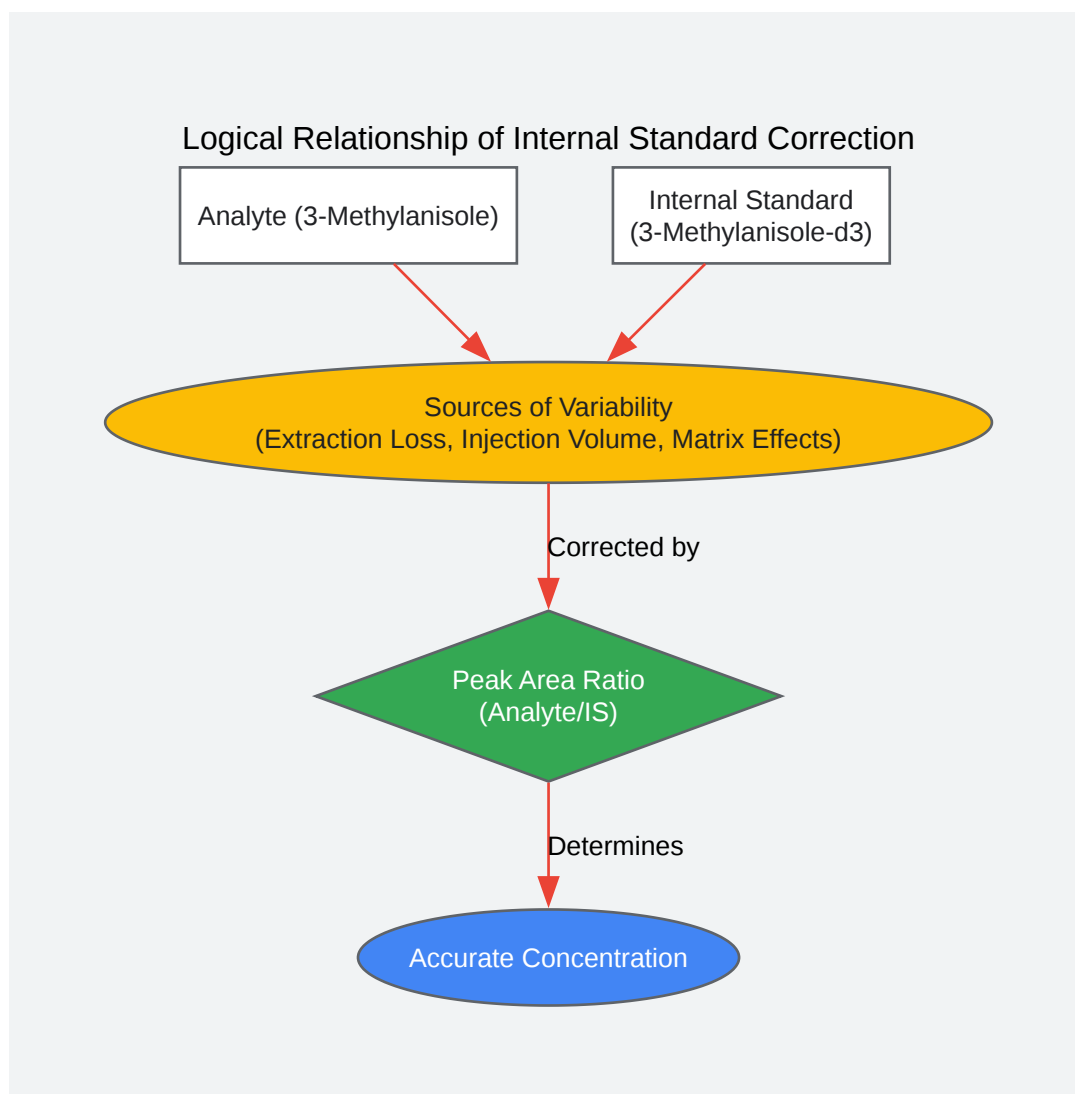 Logical Relationship of Internal Standard Correction
Analyte (3-Methylanisole)
Internal Standard
(3-Methylanisole-d3)
Sources of Variability
(Extraction Loss, Injection Volume, Matrix Effects)
Corrected by
Peak Area Ratio
(Analyte/IS)
Determines
Accurate Concentration